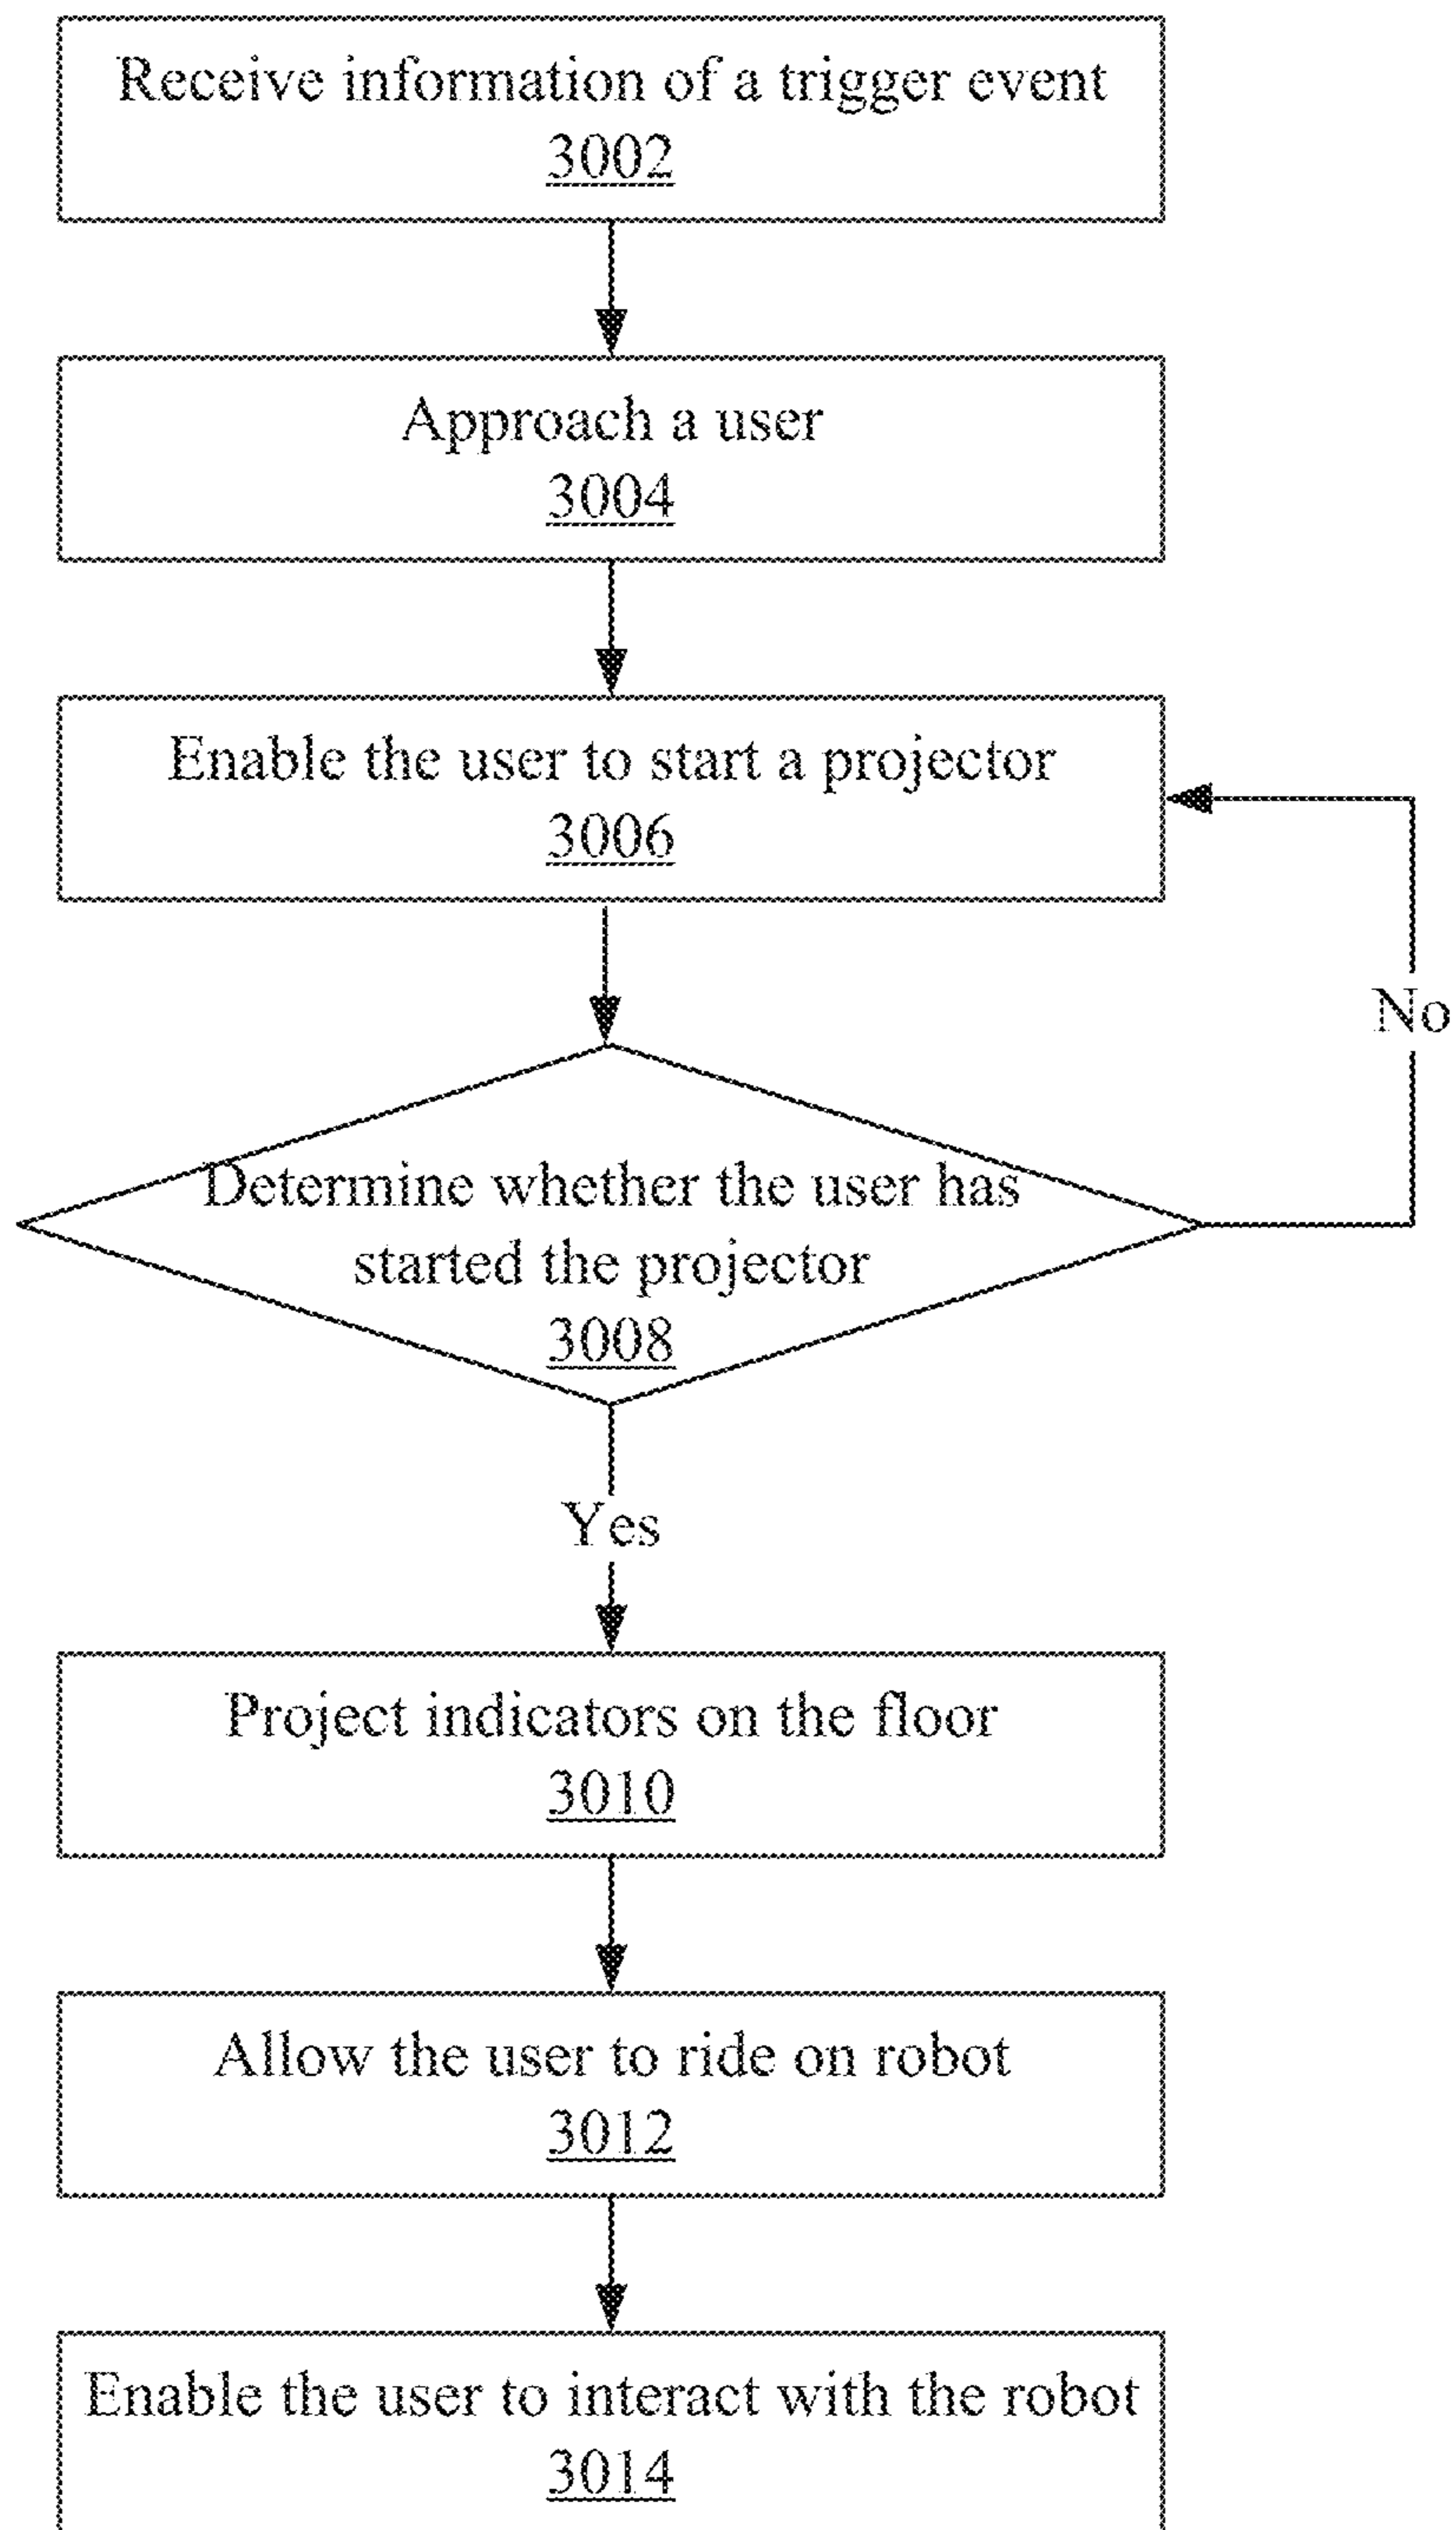 Receive information of a trigger event
3002
Approach a user
3004
Enable the user to start a projector
3006
No
Determine whether the user has
started the projector
3008
Yes
Project indicators on the floor
3010
Allow the user to ride on robot
3012
Enable the user to interact with the robot
3014